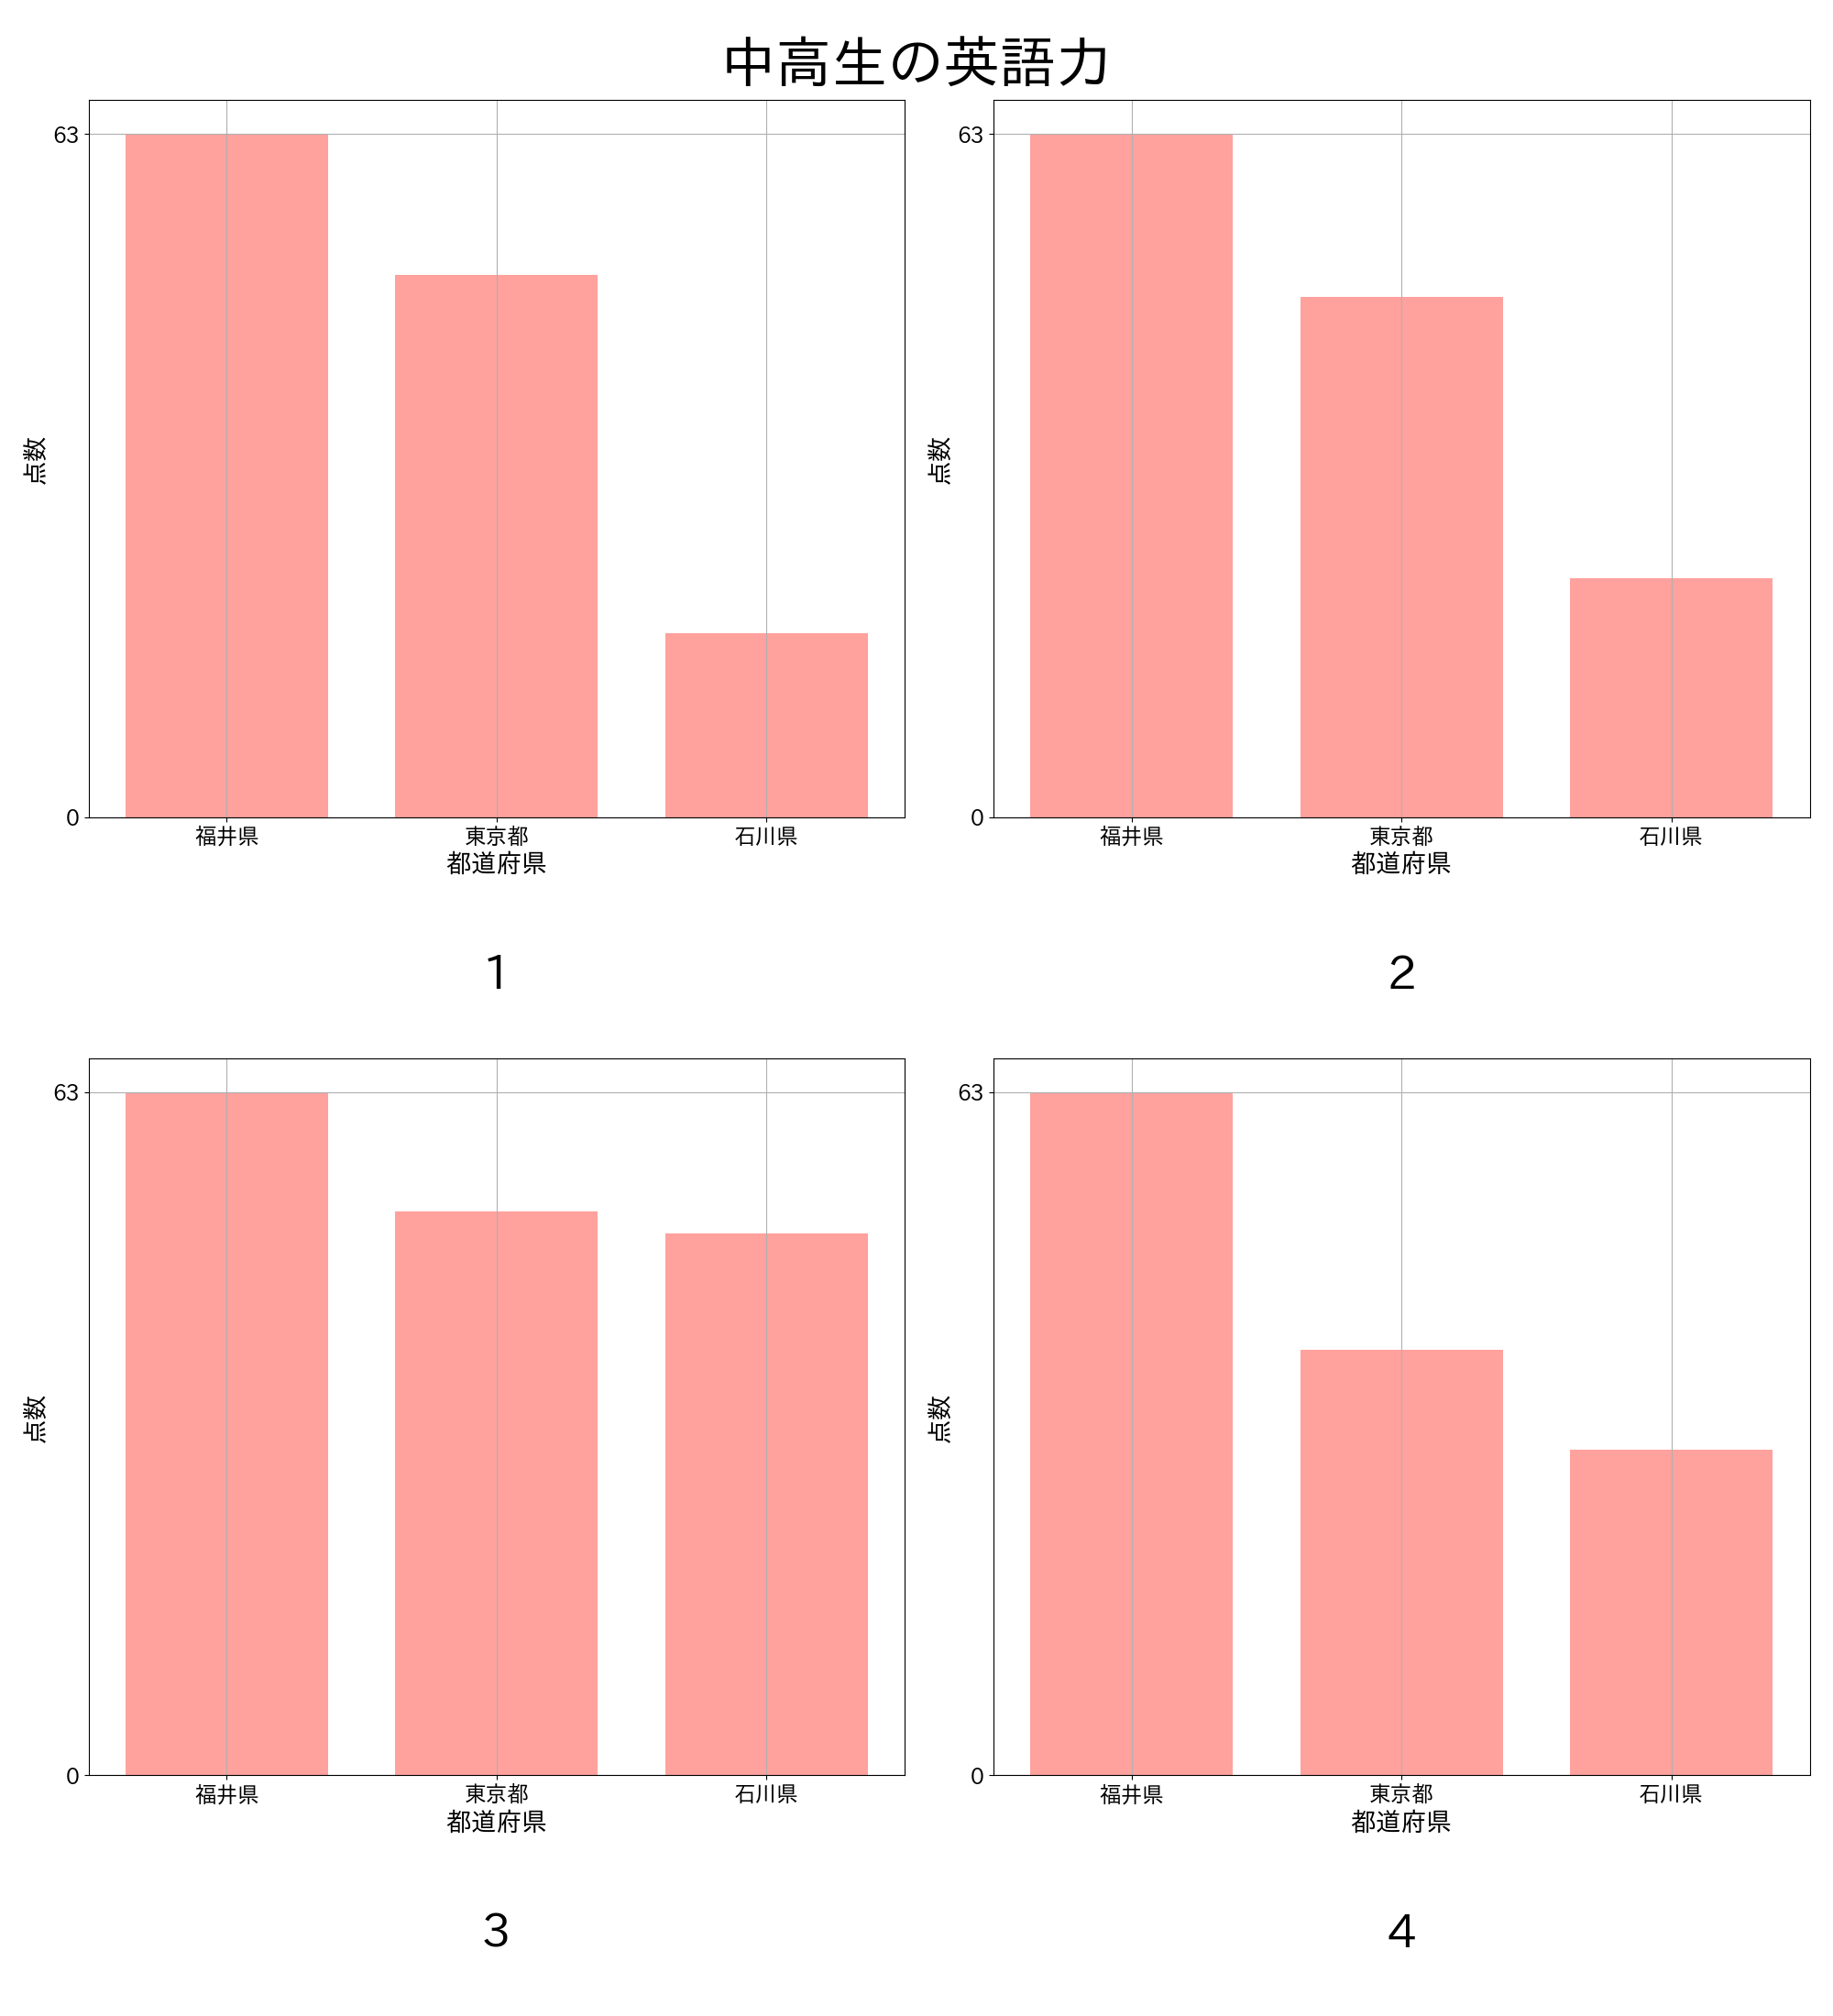 中高生の英語力
63
点数
0
福井県 東京都 石川県
都道府県
1
63
点数
0
福井県 東京都 石川県
都道府県
2
63
点数
0
福井県 東京都 石川県
都道府県
3
63
点数
0
福井県 東京都 石川県
都道府県
4